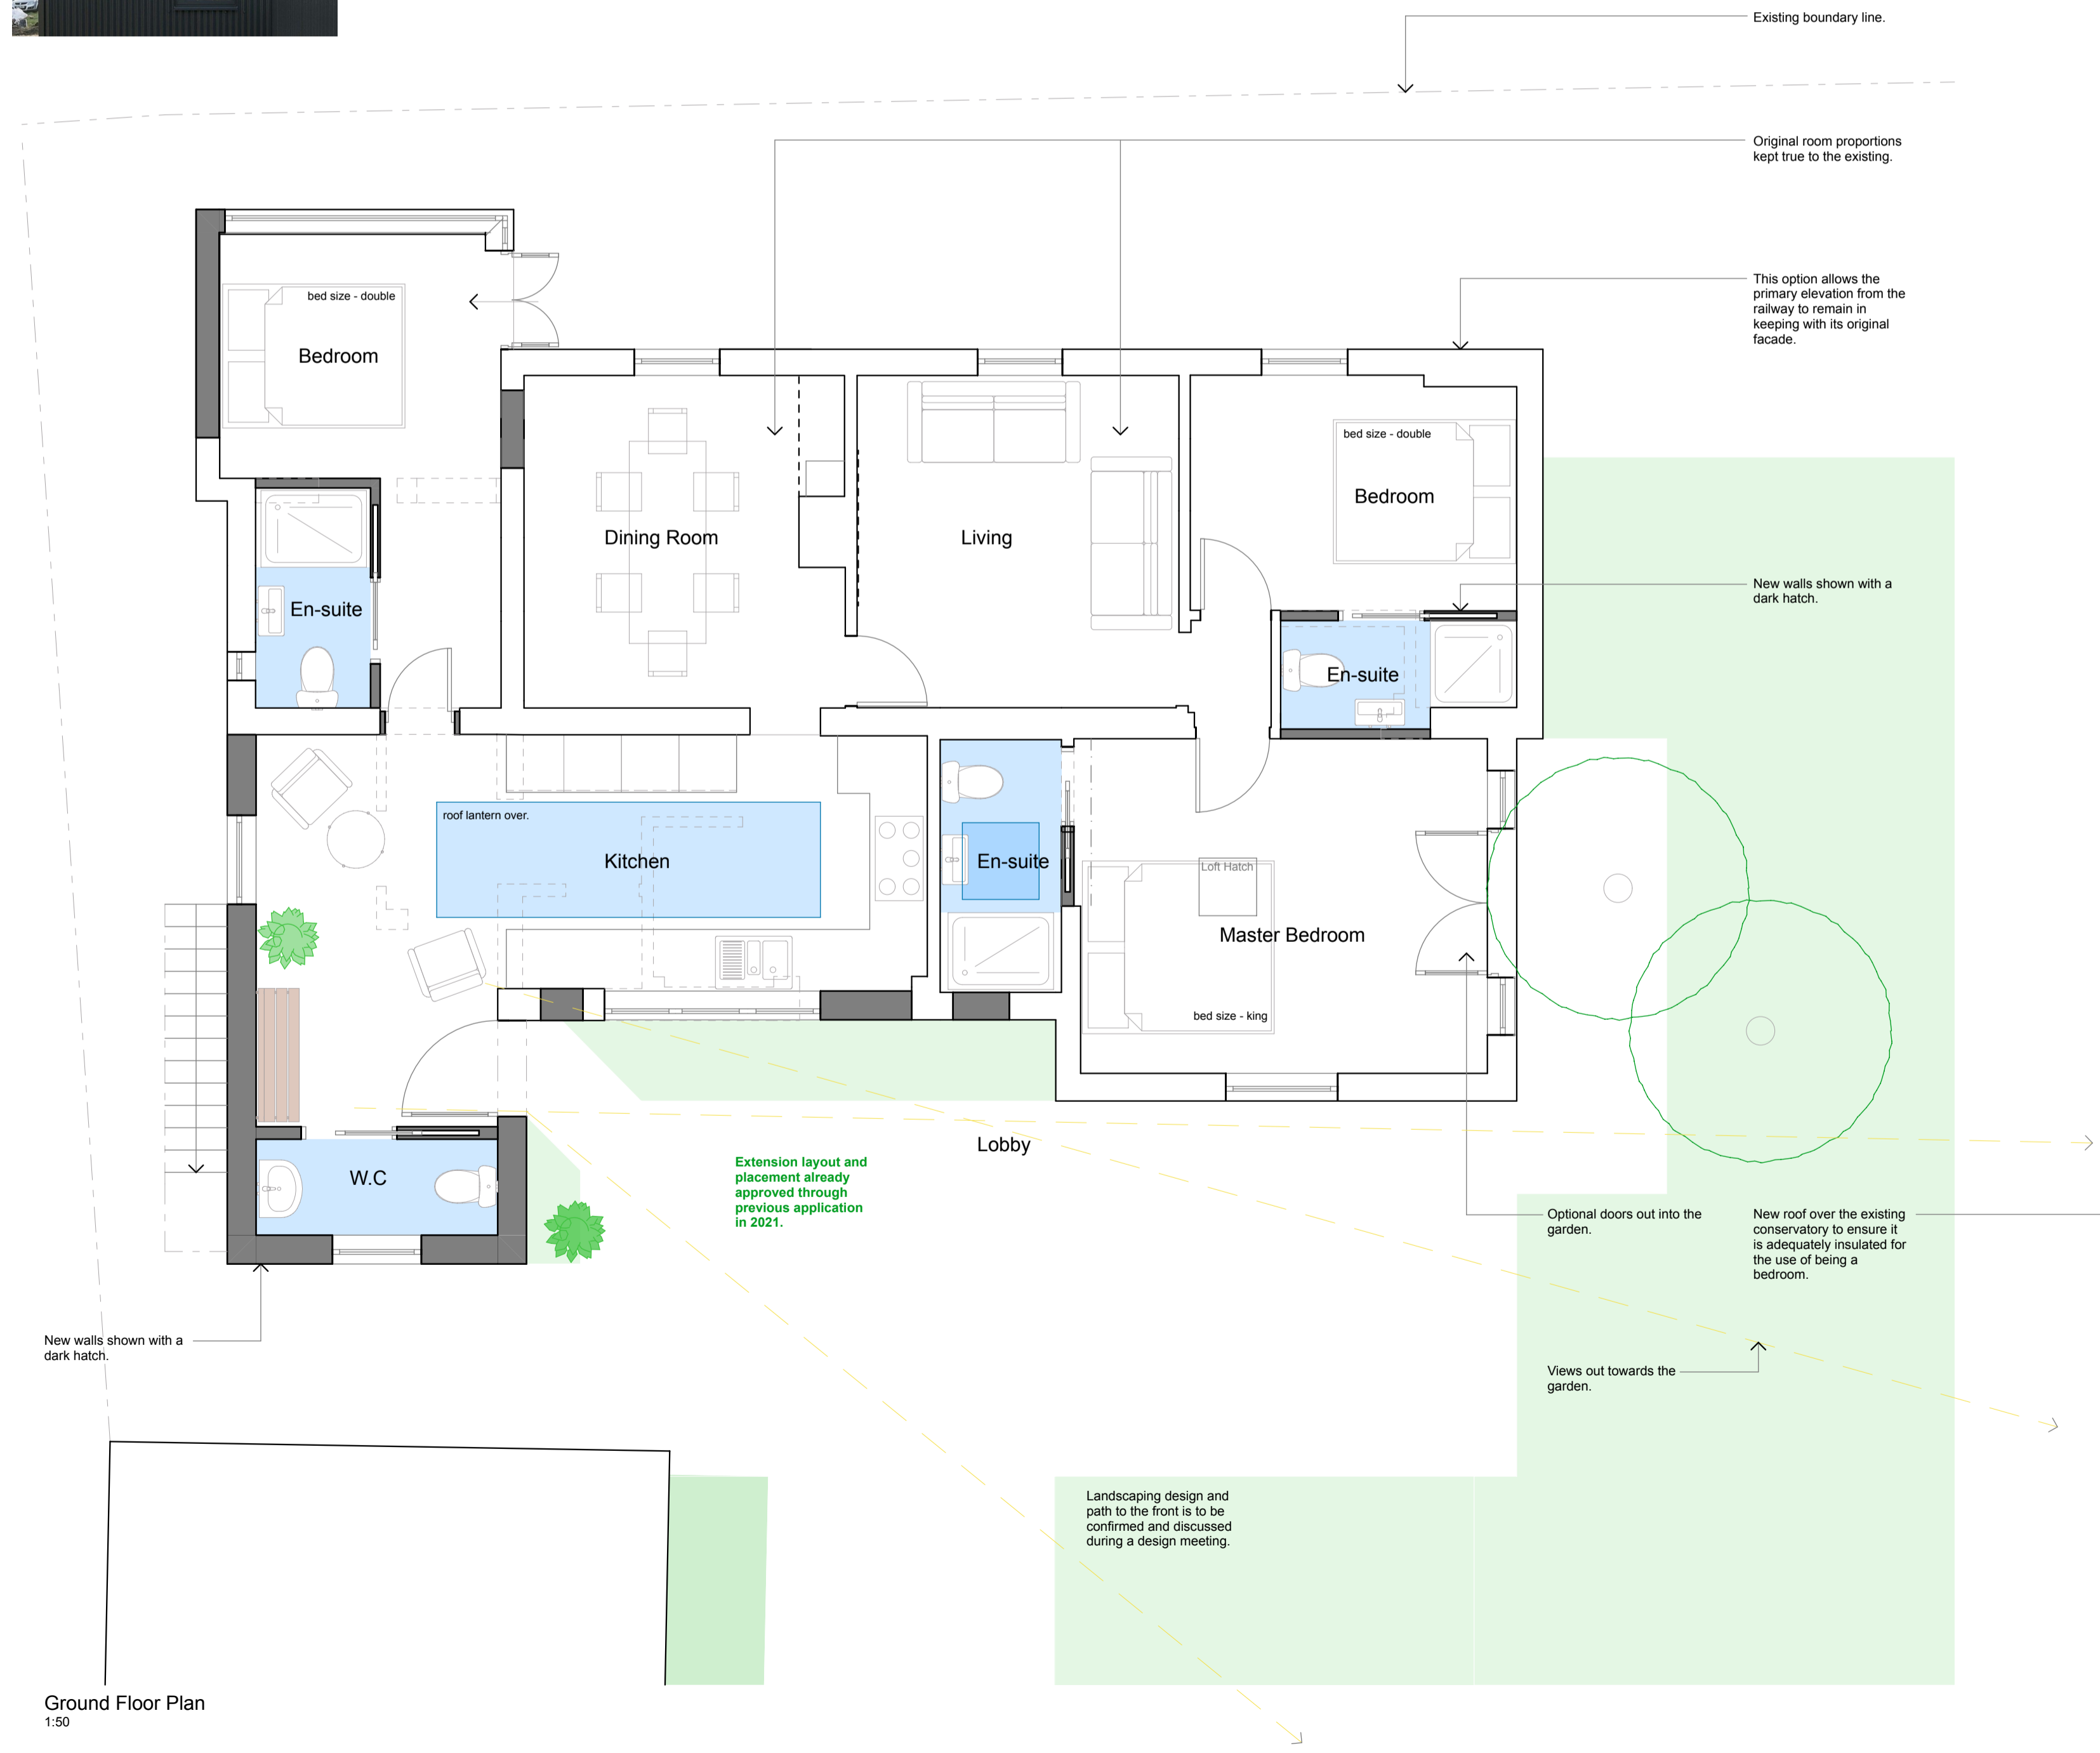 Existing boundary line.
Original room proportions
kept true to the existing.
This option allows the
primary elevation from the
railway to remain in
keeping with its original
facade.
bed size - double
Bedroom
bed size - double
Bedroom
Dining Room
Living
New walls shown with a
dark hatch.
En-suite
En-suite
roof lantern over.
Kitchen
En-suite
Loft Hatch
Master Bedroom
bed size - king
Lobby
W.C
Extension layout and
placement already
approved through
previous application
in 2021.
Optional doors out into the
garden.
New roof over the existing
conservatory to ensure it
is adequately insulated for
the use of being a
bedroom.
New walls shown with a
dark hatch.
Views out towards the
garden.
Landscaping design and
path to the front is to be
confirmed and discussed
during a design meeting.
Ground Floor Plan
1:50